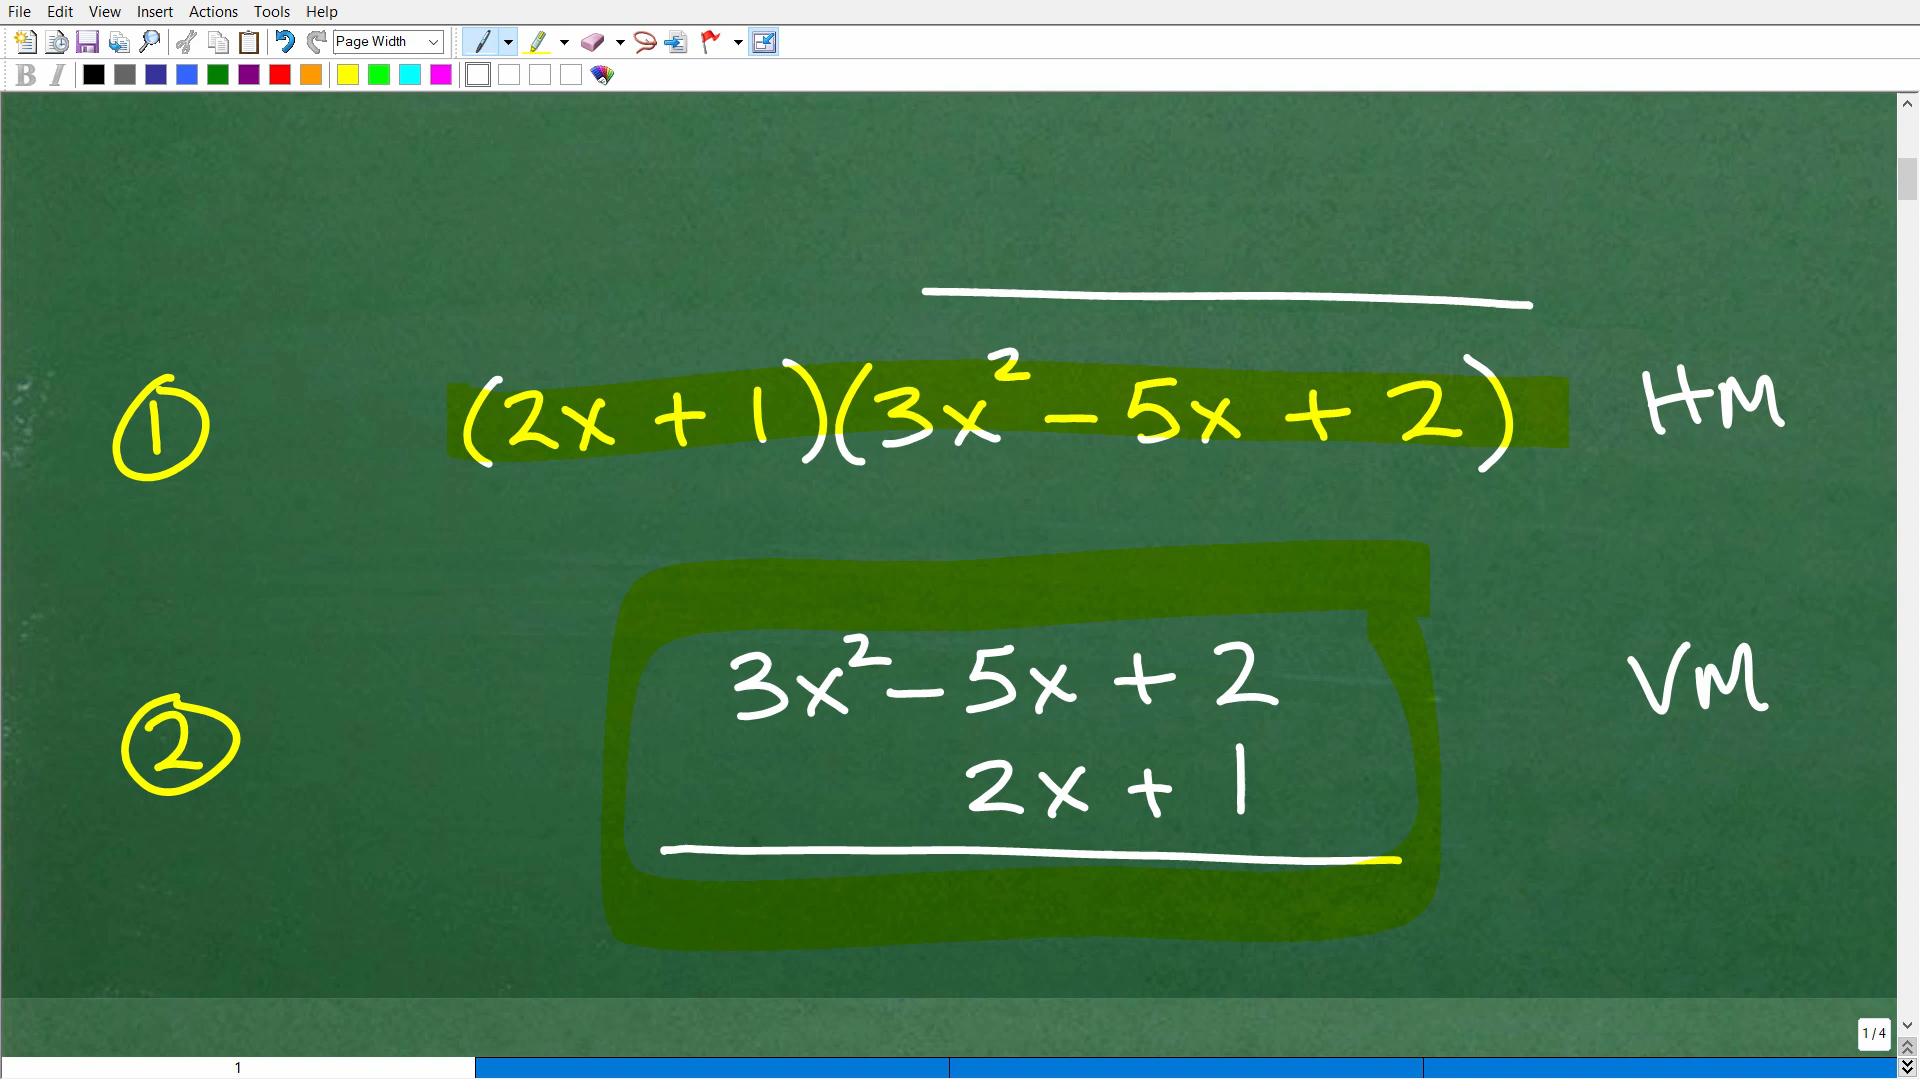 File Edit View Insert Actions Tools Help
Page Width
B I
① (2x + 1)(3x² - 5x + 2) HM
3x² - 5x + 2 VM
②
2x + 1
1 / 4
1